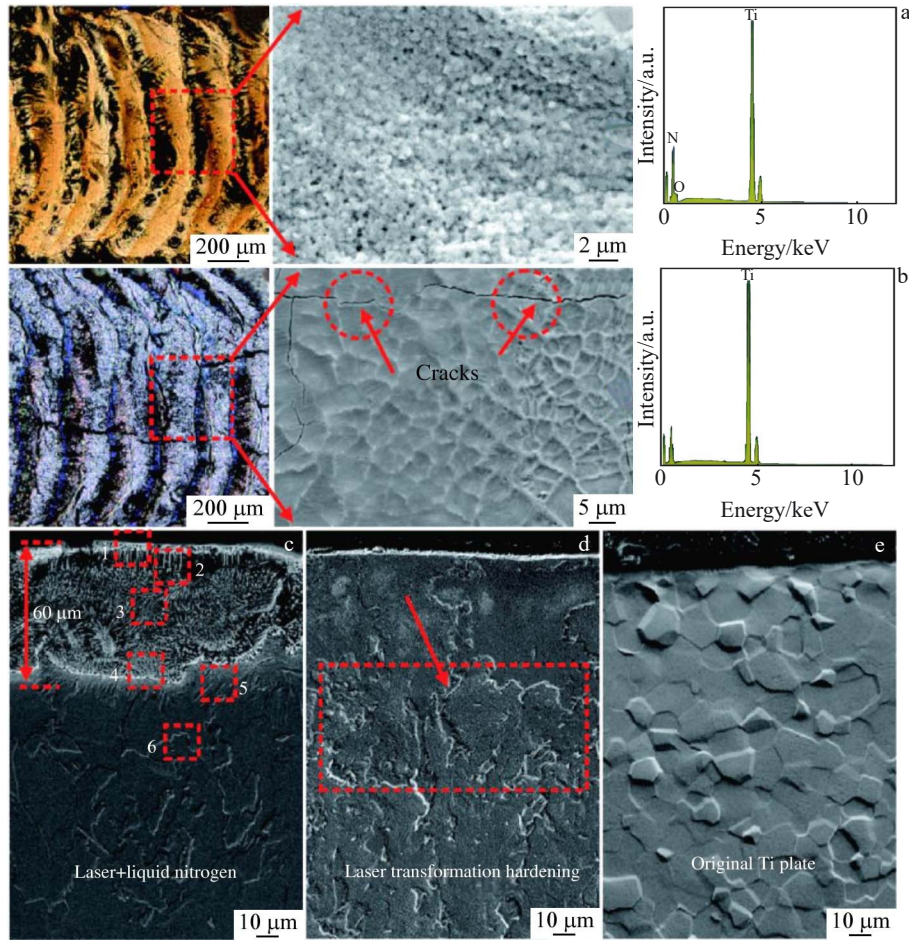 a
Ti
Intensity/a.u.
N
O
0
5
10
Energy/keV
200 μm
2 μm
b
Ti
Intensity/a.u.
0
5
10
Energy/keV
Cracks
200 μm
5 μm
c
1
2
3
60 μm
4
5
6
Laser+liquid nitrogen
10 μm
d
Laser transformation hardening
10 μm
e
Original Ti plate
10 μm